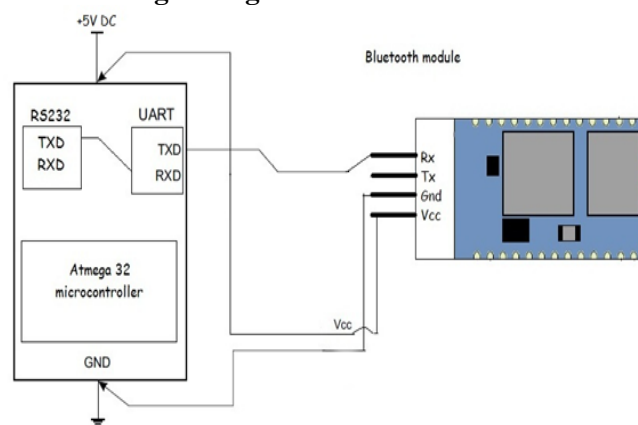 +5V DC
Bluetooth module
RS232
UART
TXD
RXD
TXD
RXD
Rx
Tx
Gnd
Vcc
Atmega 32
microcontroller
Vcc
GND